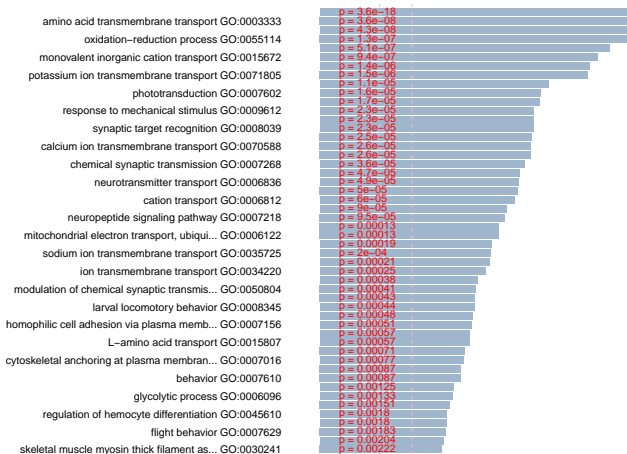 p = 3.6e−18
amino acid transmembrane transport GO:0003333 p = 3.6e−08
p = 4.3e−08
oxidation−reduction process GO:0055114 p = 1.3e−07
p = 5.1e−07
monovalent inorganic cation transport GO:0015672 p = 9.4e−07
p = 1.4e−06
potassium ion transmembrane transport GO:0071805 p = 1.5e−06
p = 1.1e−05
phototransduction GO:0007602 p = 1.6e−05
p = 1.7e−05
response to mechanical stimulus GO:0009612 p = 2.3e−05
p = 2.3e−05
synaptic target recognition GO:0008039 p = 2.3e−05
p = 2.5e−05
calcium ion transmembrane transport GO:0070588 p = 2.6e−05
p = 2.6e−05
chemical synaptic transmission GO:0007268 p = 3.6e−05
p = 4.7e−05
neurotransmitter transport GO:0006836 p = 4.9e−05
p = 5e−05
cation transport GO:0006812 p = 6e−05
p = 9e−05
neuropeptide signaling pathway GO:0007218 p = 9.5e−05
p = 0.00013
mitochondrial electron transport, ubiqui... GO:0006122 p = 0.00013
p = 0.00019
sodium ion transmembrane transport GO:0035725 p = 2e−04
p = 0.00021
ion transmembrane transport GO:0034220 p = 0.00025
p = 0.00038
modulation of chemical synaptic transmis... GO:0050804 p = 0.00041
p = 0.00043
larval locomotory behavior GO:0008345 p = 0.00044
p = 0.00048
homophilic cell adhesion via plasma memb... GO:0007156 p = 0.00051
p = 0.00057
L−amino acid transport GO:0015807 p = 0.00057
p = 0.00071
cytoskeletal anchoring at plasma membran... GO:0007016 p = 0.00077
p = 0.00087
behavior GO:0007610 p = 0.00087
p = 0.00125
glycolytic process GO:0006096 p = 0.00133
p = 0.00151
regulation of hemocyte differentiation GO:0045610 p = 0.0018
p = 0.0018
flight behavior GO:0007629 p = 0.00183
p = 0.00204
skeletal muscle myosin thick filament as... GO:0030241 p = 0.00222